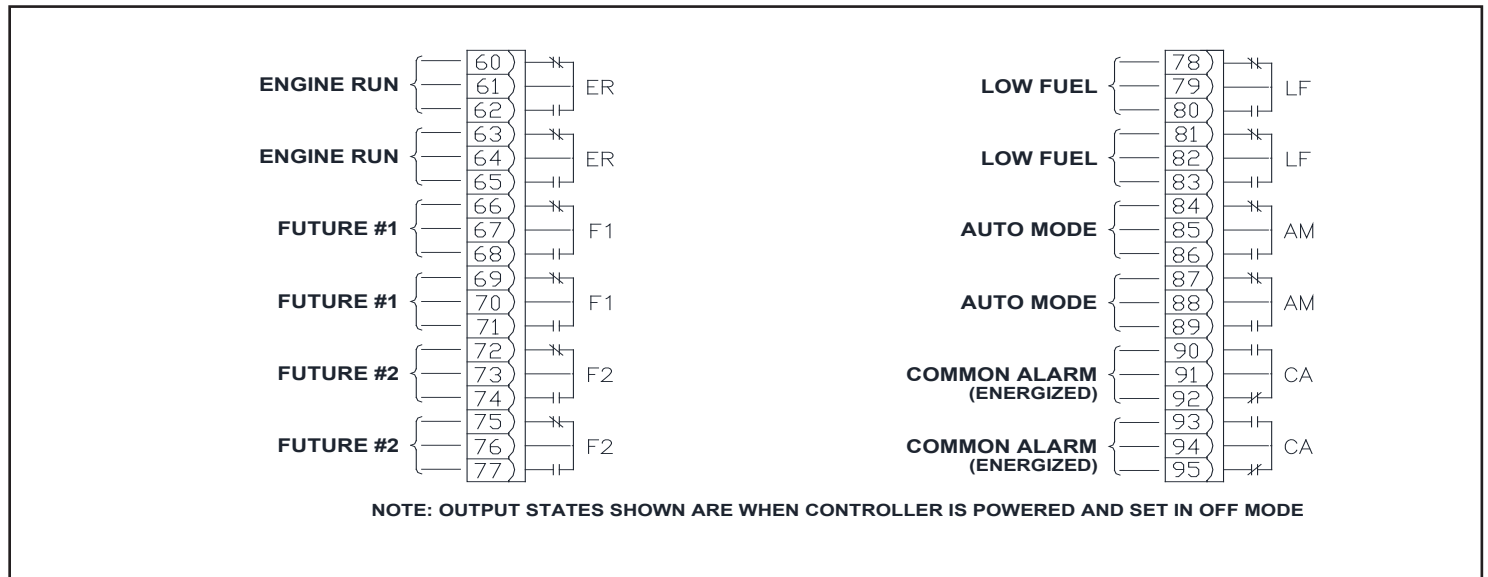 60
ENGINE RUN 61 ER
62
63
ENGINE RUN 64 ER
65
66
FUTURE #1 67 F1
68
69
FUTURE #1 70 F1
71
72
FUTURE #2 73 F2
74
75
FUTURE #2 76 F2
77
78
LOW FUEL 79 LF
80
81
LOW FUEL 82 LF
83
84
AUTO MODE 85 AM
86
87
AUTO MODE 88 AM
89
90
COMMON ALARM 91 CA
(ENERGIZED) 92
93
COMMON ALARM 94 CA
(ENERGIZED) 95
NOTE: OUTPUT STATES SHOWN ARE WHEN CONTROLLER IS POWERED AND SET IN OFF MODE